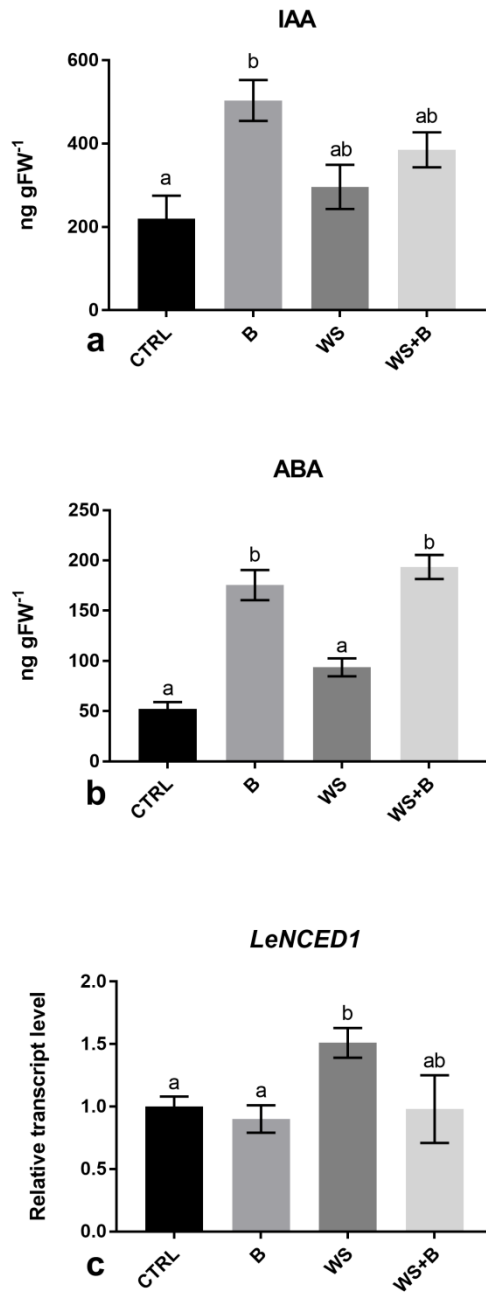 IAA
600
400
200
0
ng gFW⁻¹
a
b
ab
ab
CTRL
B
WS
WS+B
a
ABA
250
200
150
100
50
0
ng gFW⁻¹
a
b
a
b
CTRL
B
WS
WS+B
b
LeNCED1
2.0
1.5
1.0
0.5
0.0
Relative transcript level
a
a
b
ab
CTRL
B
WS
WS+B
c